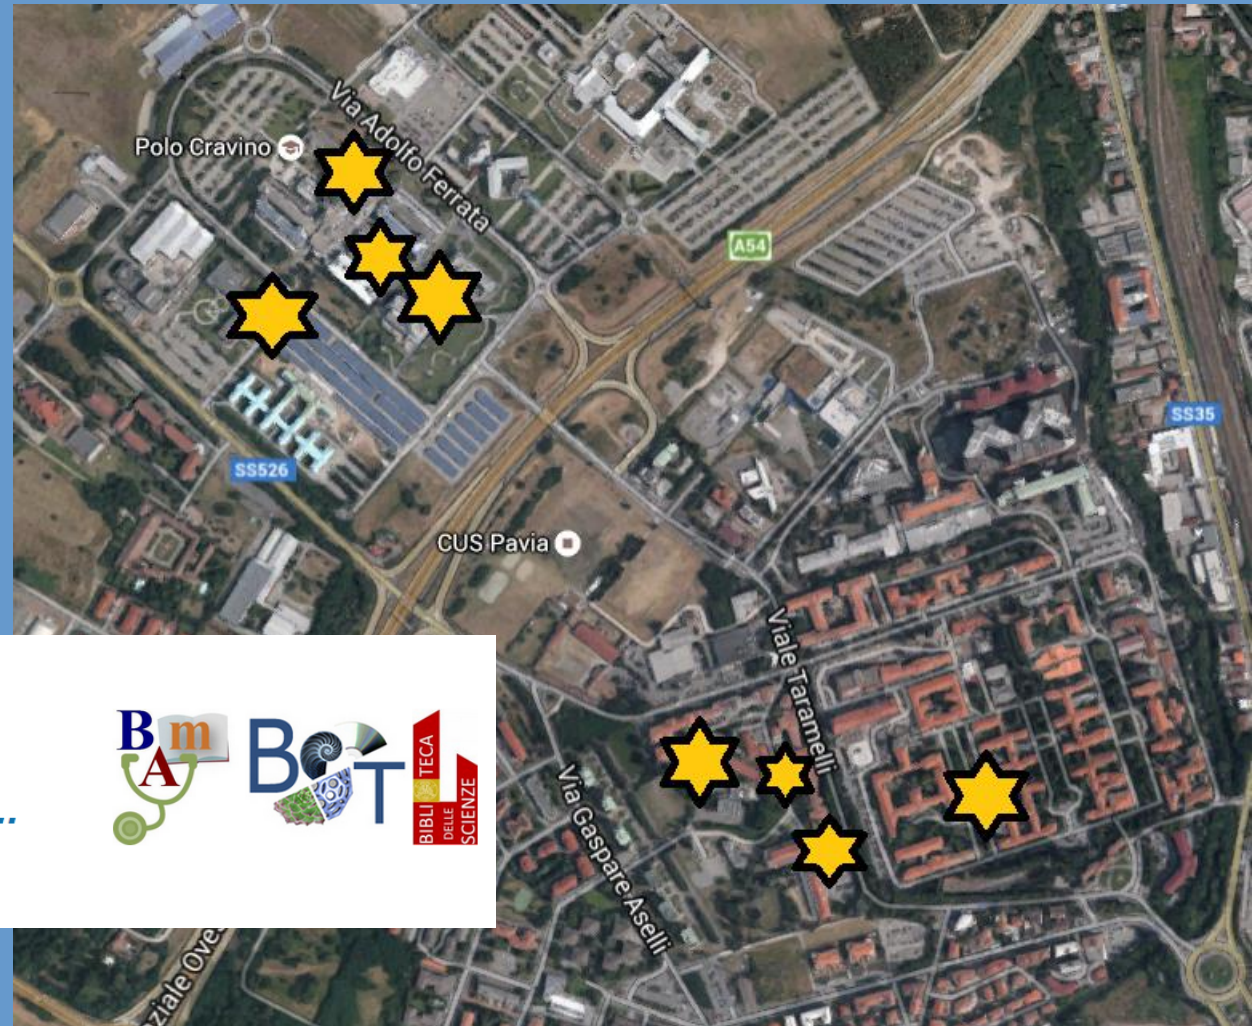 Via Adolfo Ferrata
Polo Cravino
A54
SS35
SS526
CUS Pavia
Viale Taramelli
Via Gaspare Aselli
B A m
B T
BIBLI TECA
DELLE
SCIENZE
..